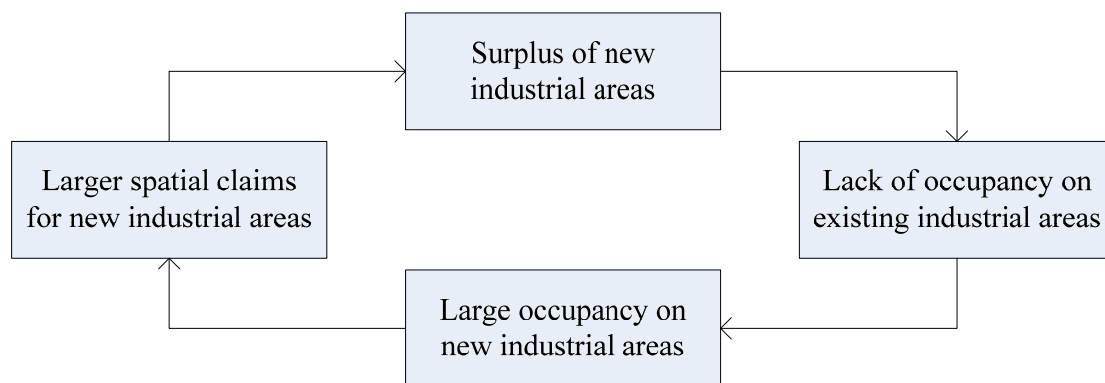 Surplus of new
industrial areas
Larger spatial claims
for new industrial areas
Lack of occupancy on
existing industrial areas
Large occupancy on
new industrial areas